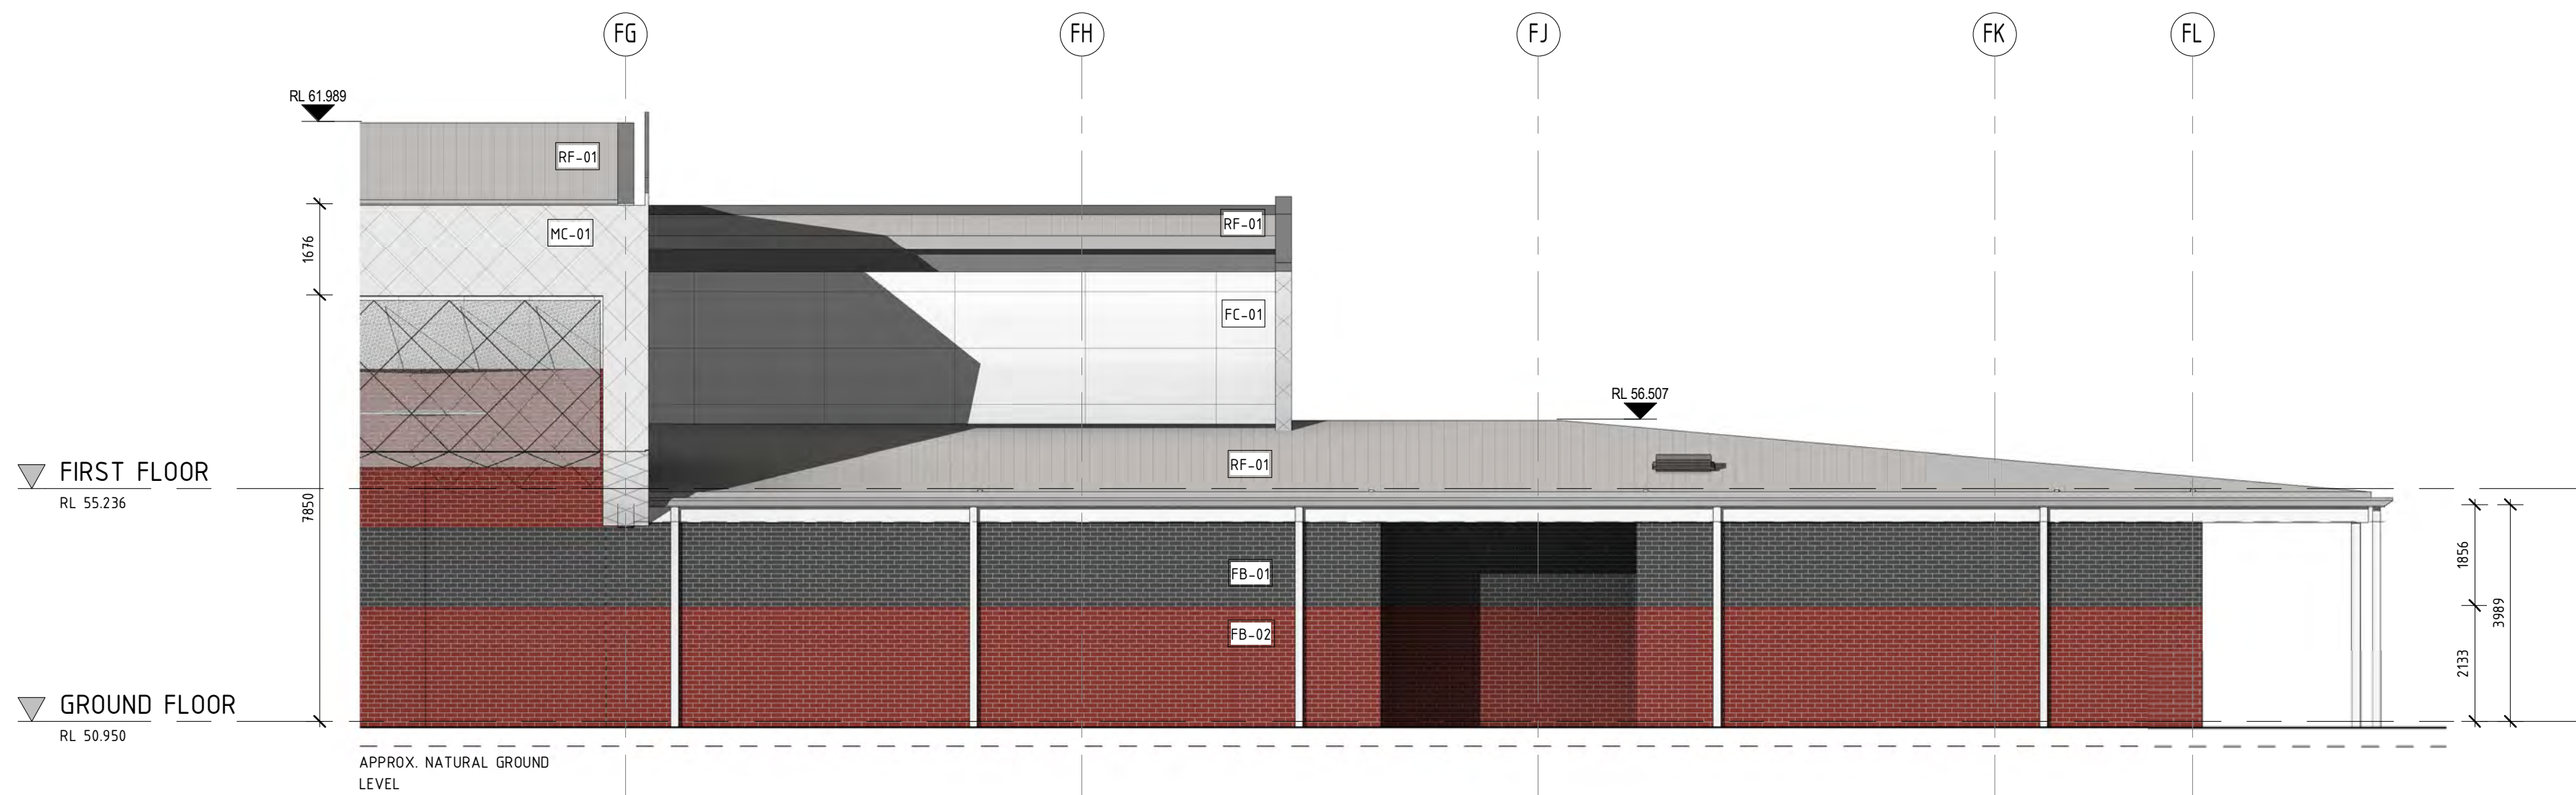 FG
FH
FJ
FK
FL
RL 61.989
RF-01
MC-01
RF-01
1676
FC-01
RL 56.507
FIRST FLOOR
RL 55.236
RF-01
7850
FB-01
1856
FB-02
3989
2133
GROUND FLOOR
RL 50.950
APPROX. NATURAL GROUND
LEVEL